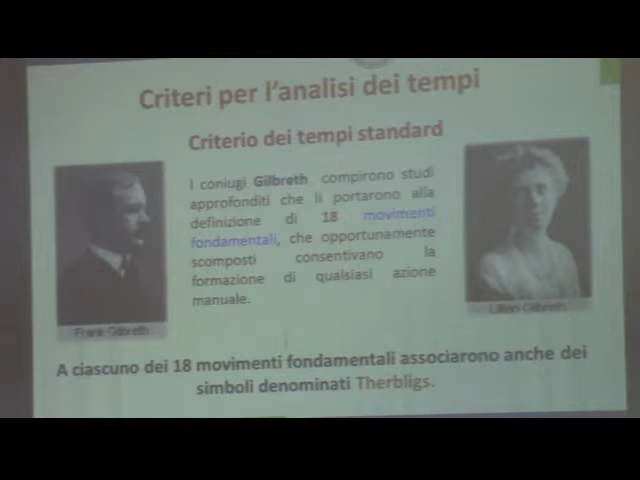 Criteri per l'analisi dei tempi
Criterio dei tempi standard
I coniugi Gilbreth compirono studi
approfonditi che li portarono alla
definizione di 18 movimenti
fondamentali, che opportunamente
scomposti consentivano la
formazione di qualsiasi azione
manuale.
Frank Gilbreth
Lillian Gilbreth
A ciascuno dei 18 movimenti fondamentali associarono anche dei
simboli denominati Therbligs.